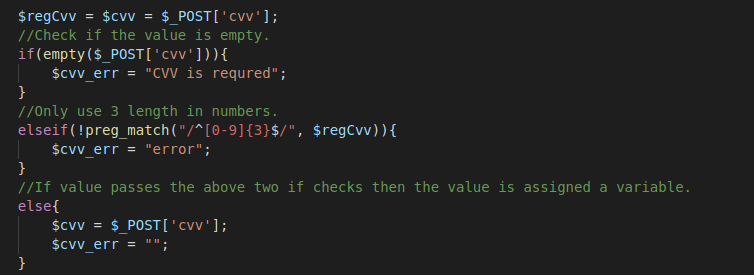 $regCvv = $cvv = $_POST['cvv'];
//Check if the value is empty.
if(empty($_POST['cvv'])){
    $cvv_err = "CVV is requred";
}
//Only use 3 length in numbers.
elseif(!preg_match("/^[0-9]{3}$/", $regCvv)){
    $cvv_err = "error";
}
//If value passes the above two if checks then the value is assigned a variable.
else{
    $cvv = $_POST['cvv'];
    $cvv_err = "";
}